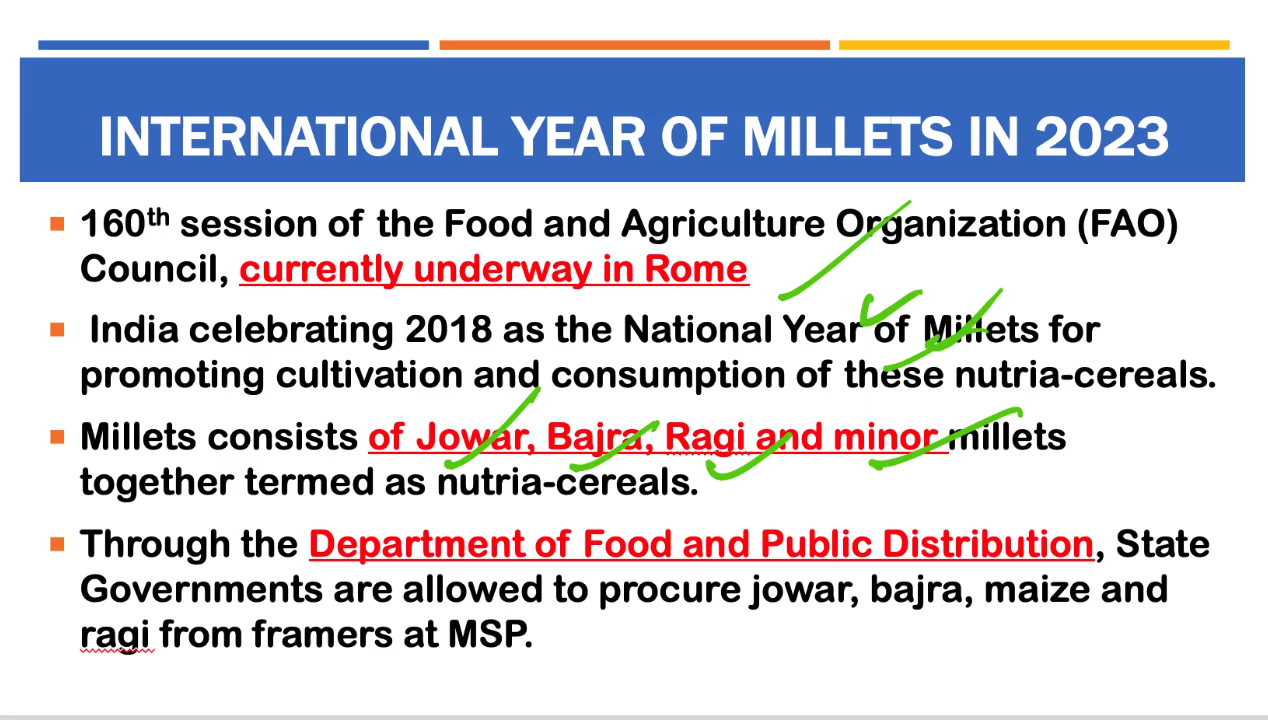 INTERNATIONAL YEAR OF MILLETS IN 2023
160th session of the Food and Agriculture Organization (FAO)
Council, currently underway in Rome
India celebrating 2018 as the National Year of Millets for
promoting cultivation and consumption of these nutria-cereals.
Millets consists of Jowar, Bajra, Ragi and minor millets
together termed as nutria-cereals.
Through the Department of Food and Public Distribution, State
Governments are allowed to procure jowar, bajra, maize and
ragi from framers at MSP.